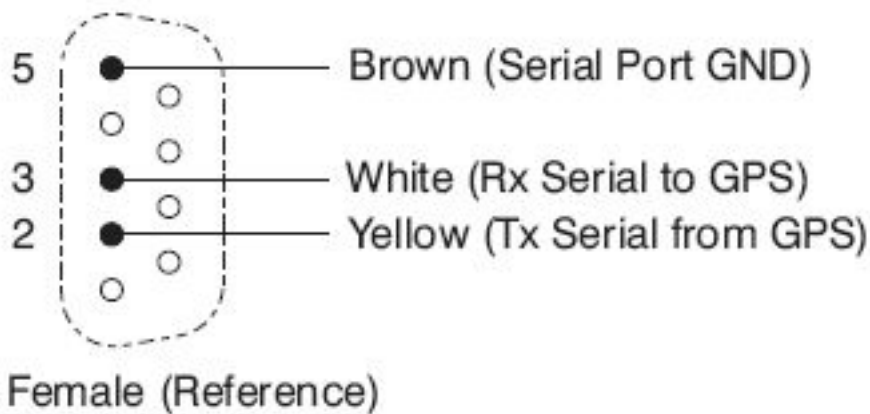 5 Brown (Serial Port GND)
3 White (Rx Serial to GPS)
2 Yellow (Tx Serial from GPS)
Female (Reference)